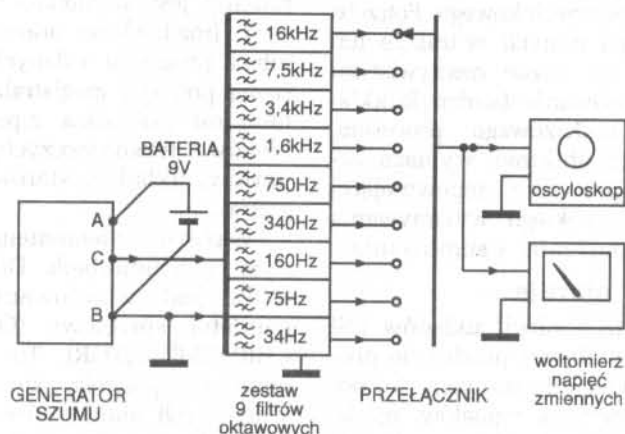 16kHz
7,5kHz
3,4kHz
1,6kHz
750Hz
340Hz
160Hz
75Hz
34Hz
BATERIA
9V
A
C
B
GENERATOR
SZUMU
zestaw
9 filtrów
oktawowych
PRZEŁĄCZNIK
oscyloskop
woltomierz
napięć
zmiennych